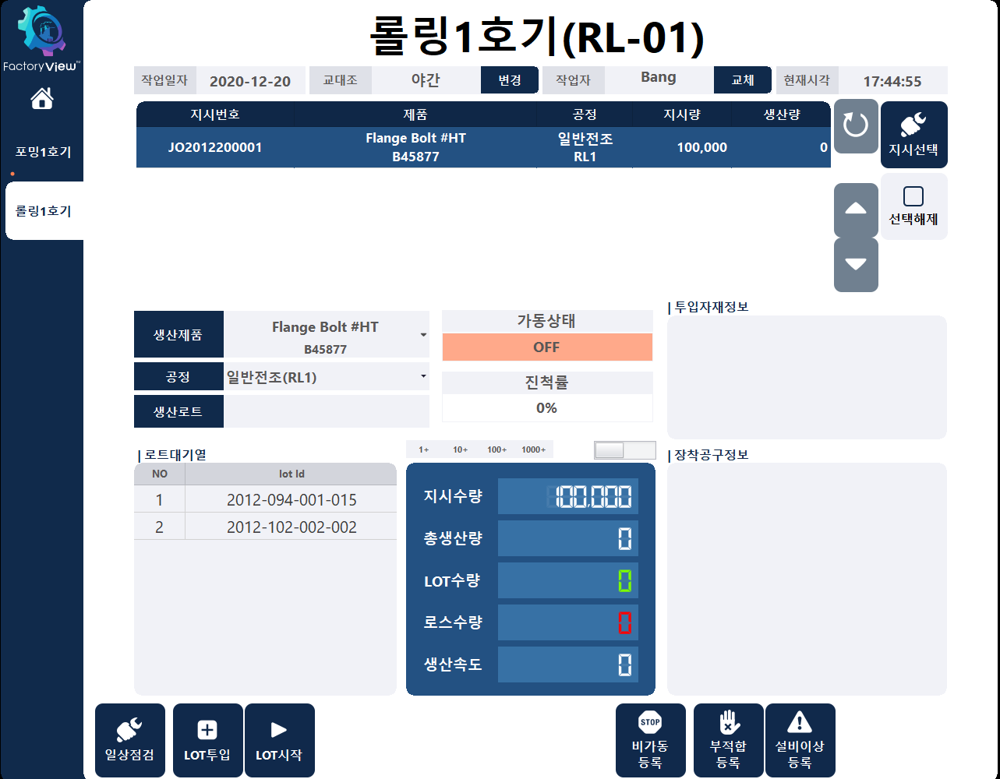 FactoryView™
포밍1호기
롤링1호기
롤링1호기(RL-01)
작업일자 2020-12-20 교대조 야간 변경 작업자 Bang 교체 현재시각 17:44:55
지시번호 제품 공정 지시량 생산량
JO2012200001 Flange Bolt #HT B45877 일반전조 RL1 100,000 0
지시선택
선택해제
생산제품 Flange Bolt #HT
B45877
공정 일반전조(RL1)
생산로트
가동상태
OFF
진척률
0%
투입자재정보
로트대기열
NO lot Id
1 2012-094-001-015
2 2012-102-002-002
1+ 10+ 100+ 1000+
지시수량 100,000
총생산량 0
LOT수량 0
로스수량 0
생산속도 0
장착공구정보
일상점검
LOT투입
LOT시작
STOP
비가동
등록
부적합
등록
설비이상
등록